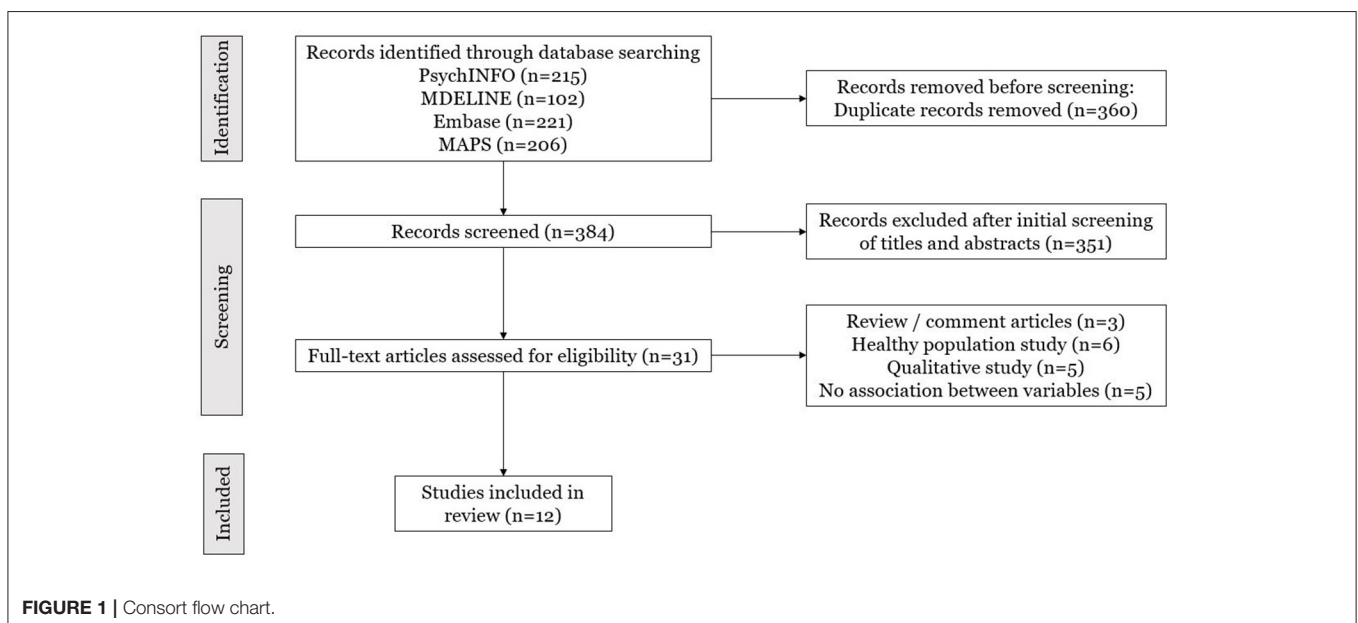 Identification
Records identified through database searching
PsychINFO (n=215)
MDELINE (n=102)
Embase (n=221)
MAPS (n=206)
Records removed before screening:
Duplicate records removed (n=360)
Screening
Records screened (n=384)
Records excluded after initial screening
of titles and abstracts (n=351)
Full-text articles assessed for eligibility (n=31)
Review / comment articles (n=3)
Healthy population study (n=6)
Qualitative study (n=5)
No association between variables (n=5)
Included
Studies included in
review (n=12)
FIGURE 1 | Consort flow chart.